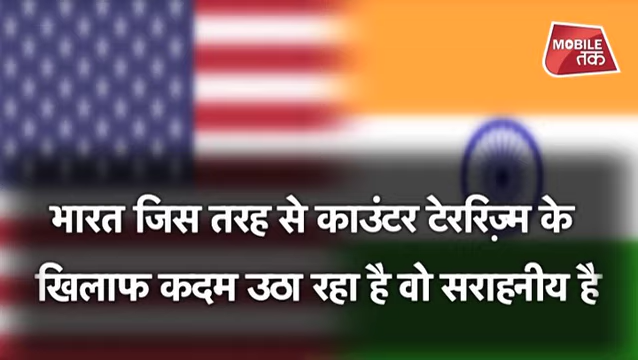 MOBILE
तक
भारत जिस तरह से काउंटर टेररिज़्म के
खिलाफ कदम उठा रहा है वो सराहनीय है